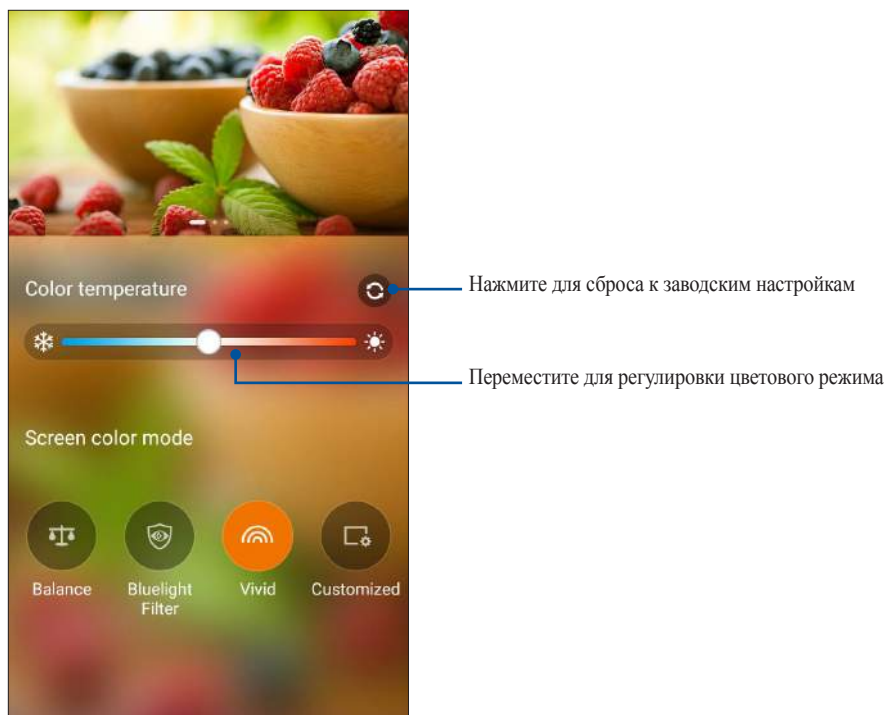 Color temperature
Нажмите для сброса к заводским настройкам
Переместите для регулировки цветового режима
Screen color mode
Balance
Bluelight
Filter
Vivid
Customized